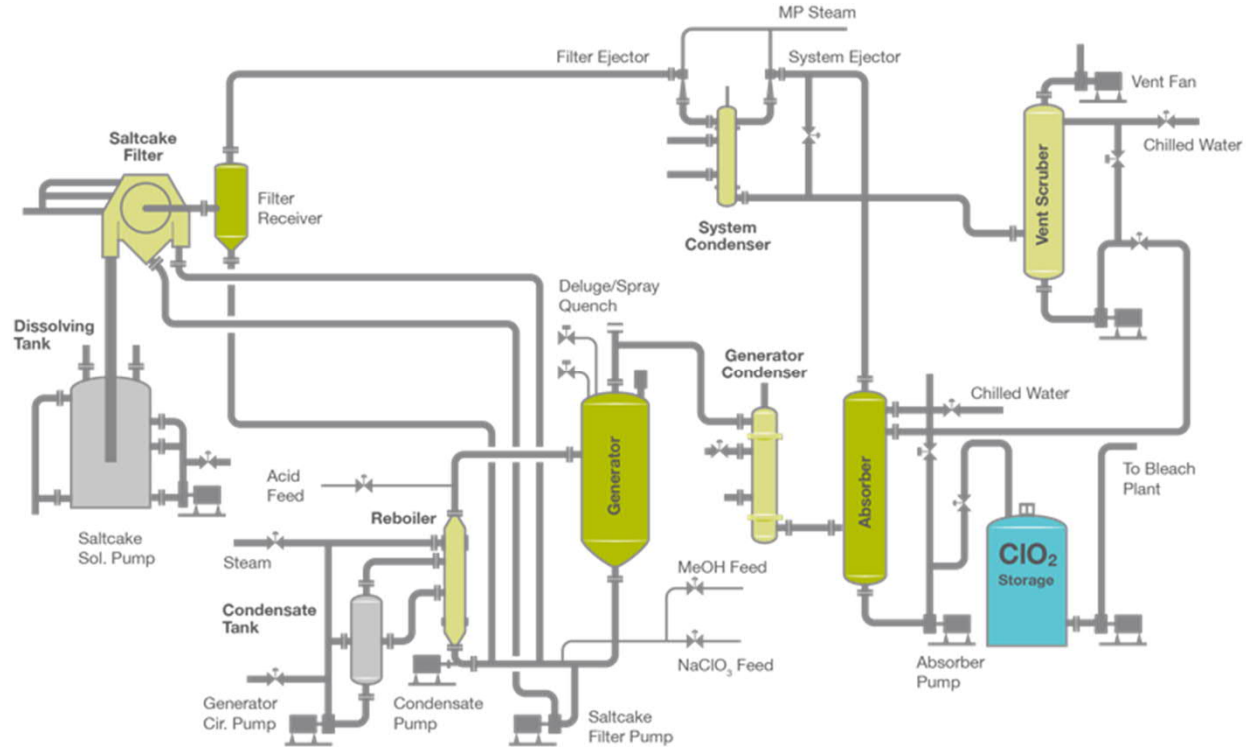 MP Steam
Filter Ejector
System Ejector
Vent Fan
Chilled Water
Saltcake
Filter
Filter
Receiver
System
Condenser
Vent Scruber
Deluge/Spray
Quench
Dissolving
Tank
Generator
Condenser
Chilled Water
Generator
Absorber
To Bleach
Plant
Acid
Feed
Reboiler
Saltcake
Sol. Pump
Steam
ClO₂
Storage
MeOH Feed
Condensate
Tank
NaClO₃ Feed
Absorber
Pump
Generator
Cir. Pump
Condensate
Pump
Saltcake
Filter Pump